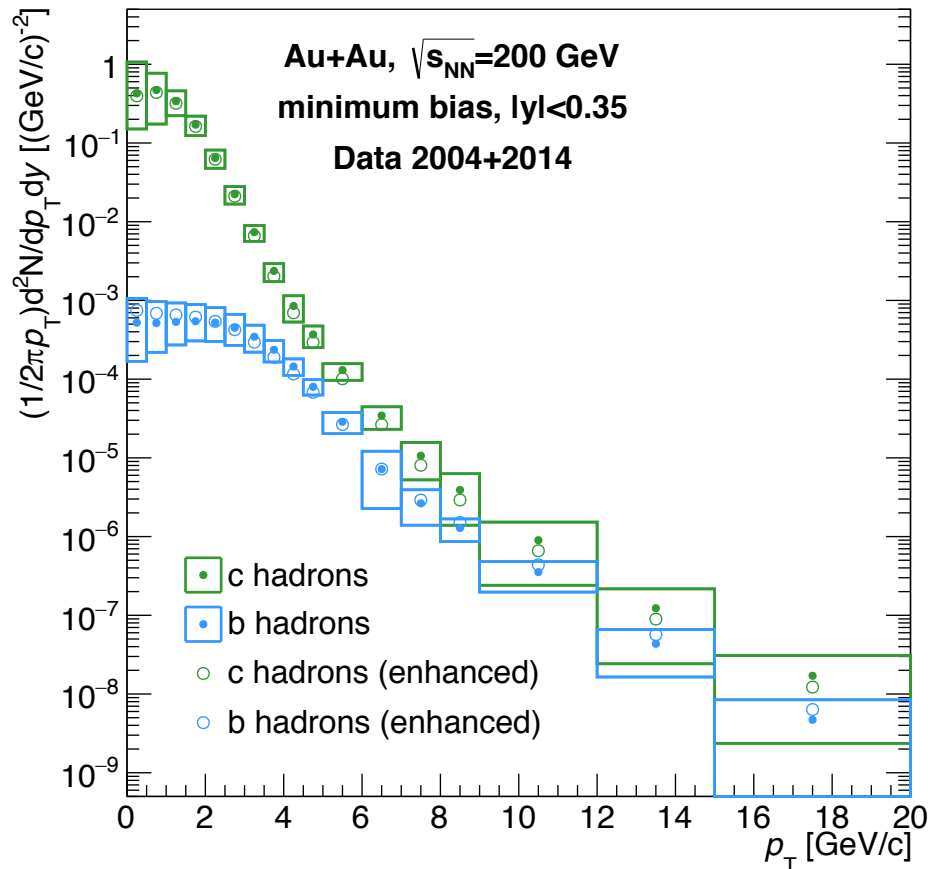 Au+Au, √s_NN=200 GeV
minimum bias, |y|<0.35
Data 2004+2014
(1/2πp_T)d²N/dp_Tdy [(GeV/c)⁻²]
1
10⁻¹
10⁻²
10⁻³
10⁻⁴
10⁻⁵
10⁻⁶
10⁻⁷
10⁻⁸
10⁻⁹
c hadrons
b hadrons
c hadrons (enhanced)
b hadrons (enhanced)
0 2 4 6 8 10 12 14 16 18 20
p_T [GeV/c]